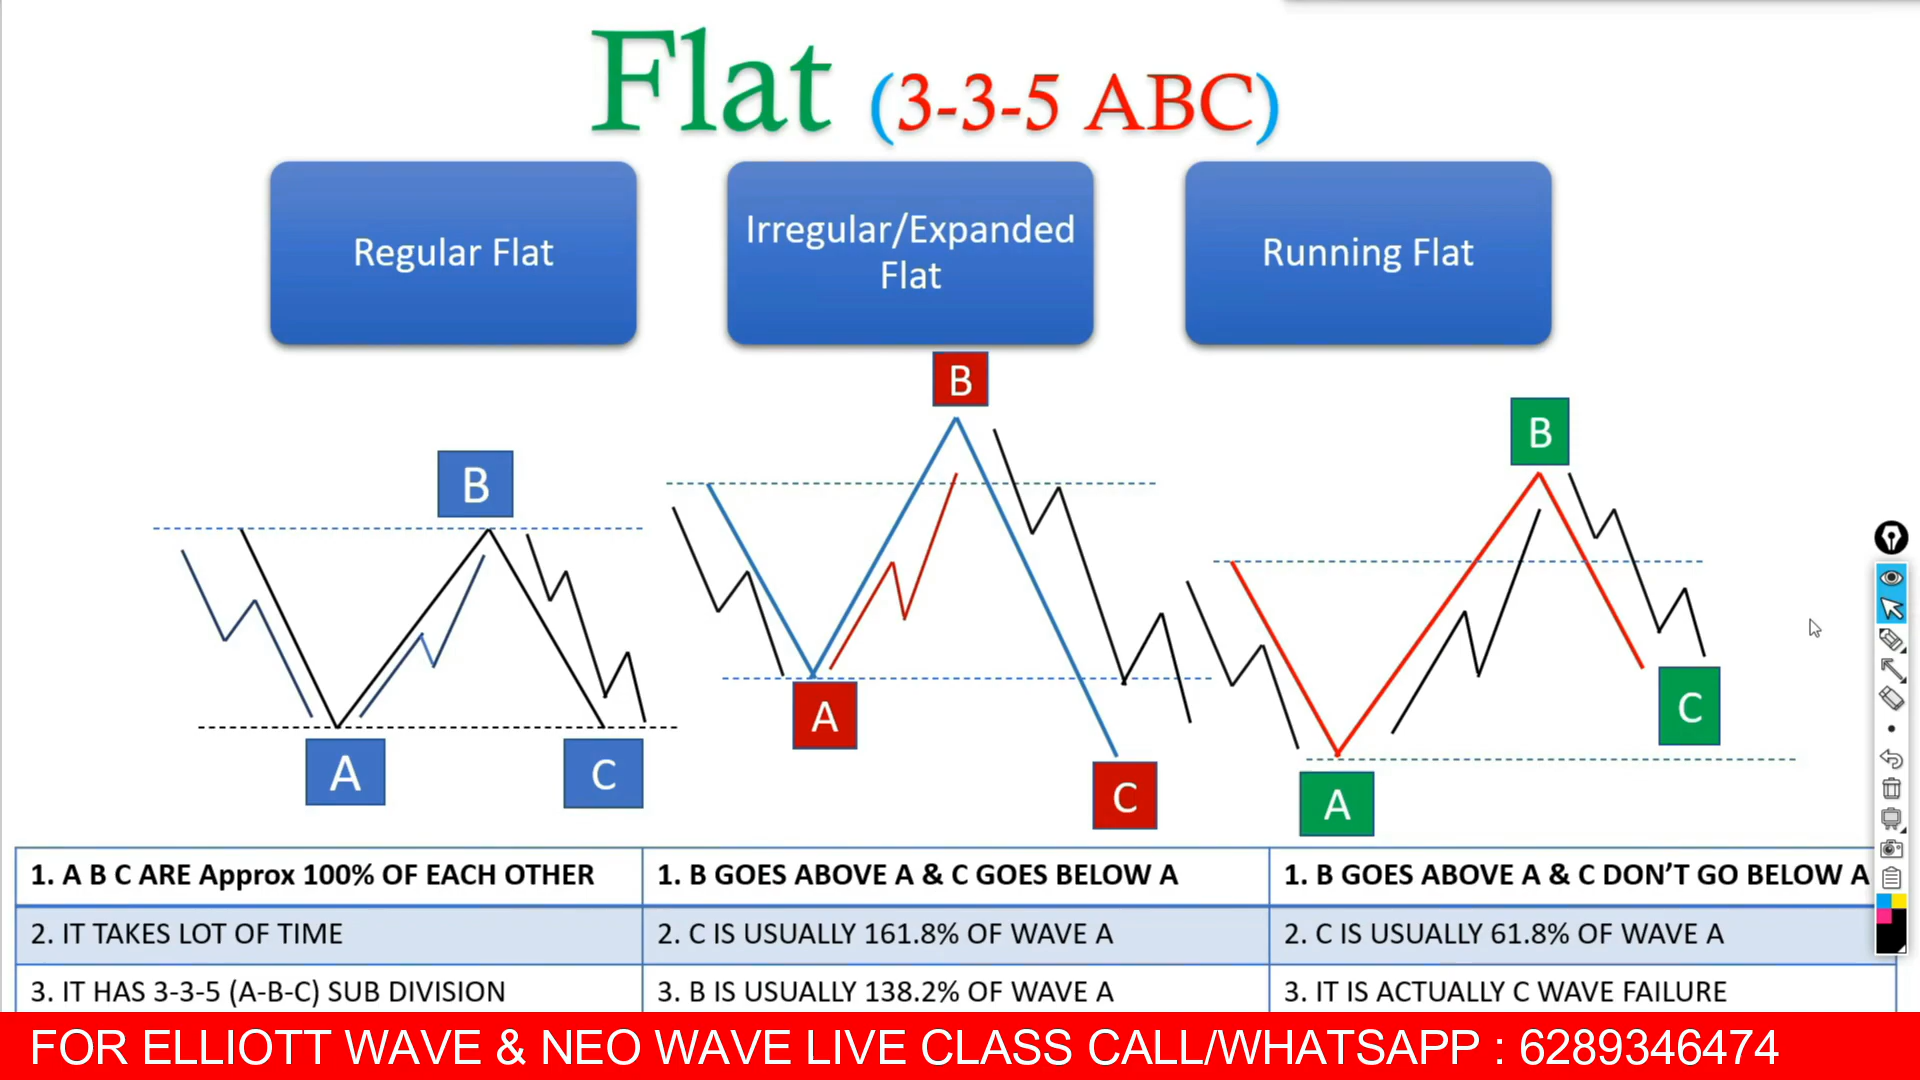 Flat (3-3-5 ABC)
Regular Flat
Irregular/Expanded
Flat
Running Flat
B
A
C
B
A
C
B
A
C
1. A B C ARE Approx 100% OF EACH OTHER
1. B GOES ABOVE A & C GOES BELOW A
1. B GOES ABOVE A & C DON'T GO BELOW A
2. IT TAKES LOT OF TIME
2. C IS USUALLY 161.8% OF WAVE A
2. C IS USUALLY 61.8% OF WAVE A
3. IT HAS 3-3-5 (A-B-C) SUB DIVISION
3. B IS USUALLY 138.2% OF WAVE A
3. IT IS ACTUALLY C WAVE FAILURE
FOR ELLIOTT WAVE & NEO WAVE LIVE CLASS CALL/WHATSAPP : 6289346474